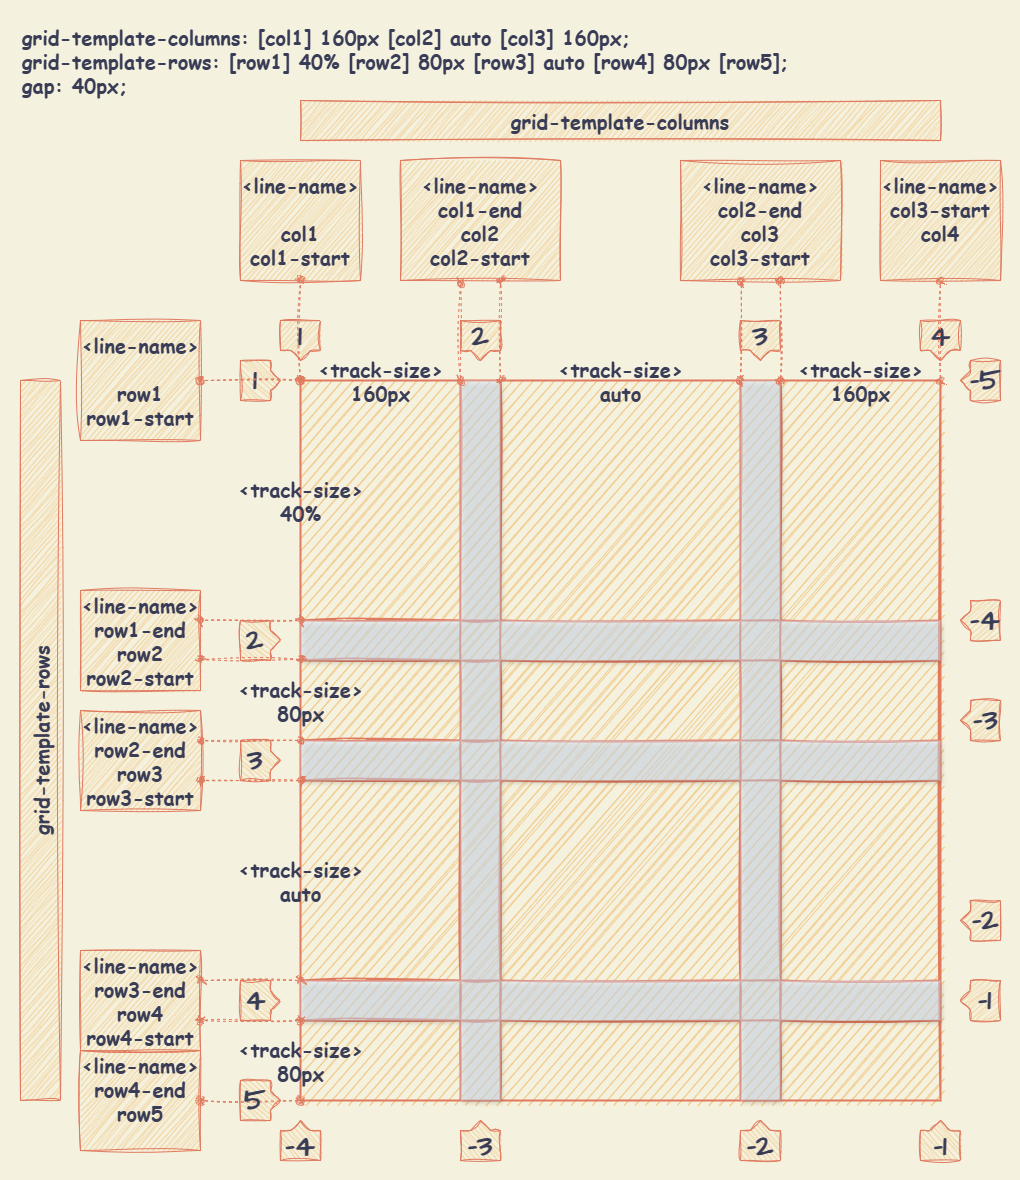 grid-template-columns: [col1] 160px [col2] auto [col3] 160px;
grid-template-rows: [row1] 40% [row2] 80px [row3] auto [row4] 80px [row5];
gap: 40px;
grid-template-columns
<line-name>
col1
col1-start
<line-name>
col1-end
col2
col2-start
<line-name>
col2-end
col3
col3-start
<line-name>
col3-start
col4
1
2
3
4
<line-name>
row1
row1-start
1
<track-size>
160px
<track-size>
auto
<track-size>
160px
-5
<track-size>
40%
grid-template-rows
<line-name>
row1-end
row2
row2-start
2
-4
<track-size>
80px
<line-name>
row2-end
row3
row3-start
3
-3
<track-size>
auto
-2
<line-name>
row3-end
row4
row4-start
4
-1
<track-size>
80px
<line-name>
row4-end
row5
5
-4
-3
-2
-1